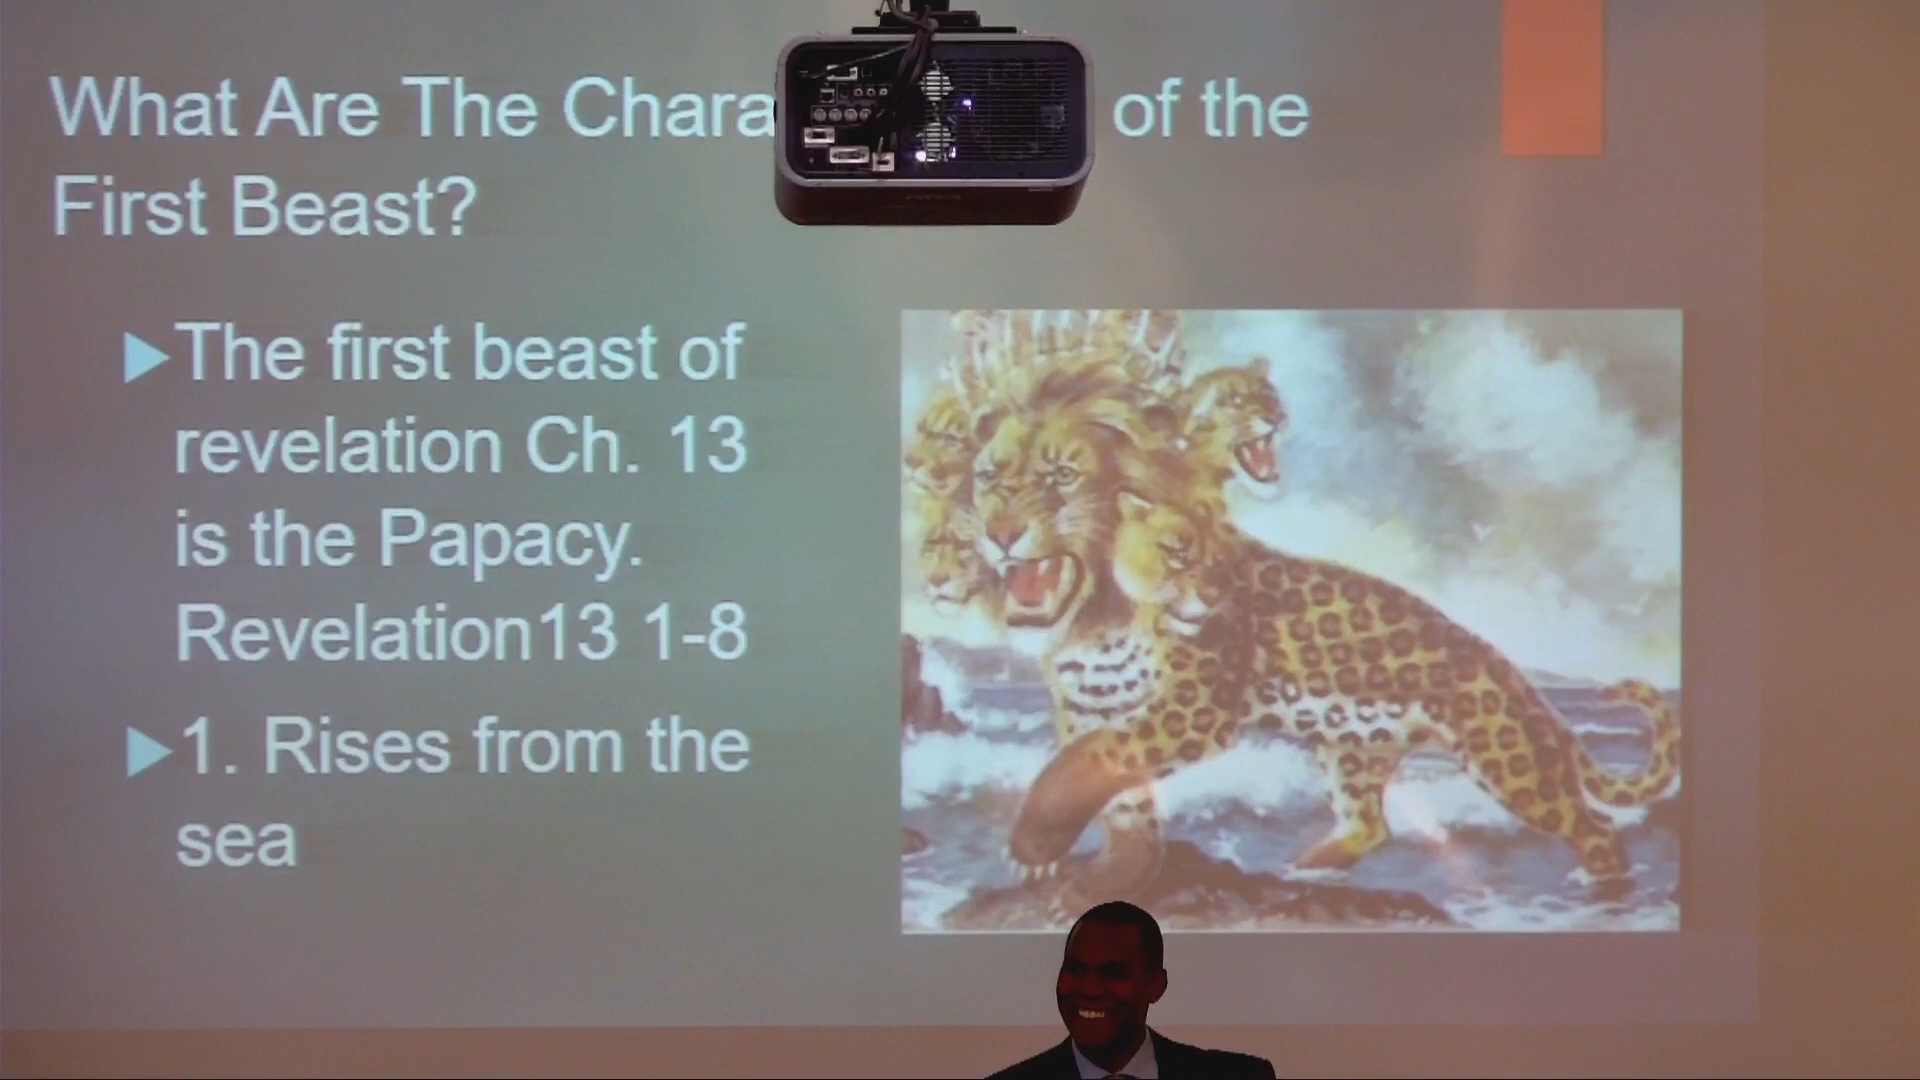 What Are The Chara of the
First Beast?
The first beast of
revelation Ch. 13
is the Papacy.
Revelation13 1-8
1. Rises from the
sea